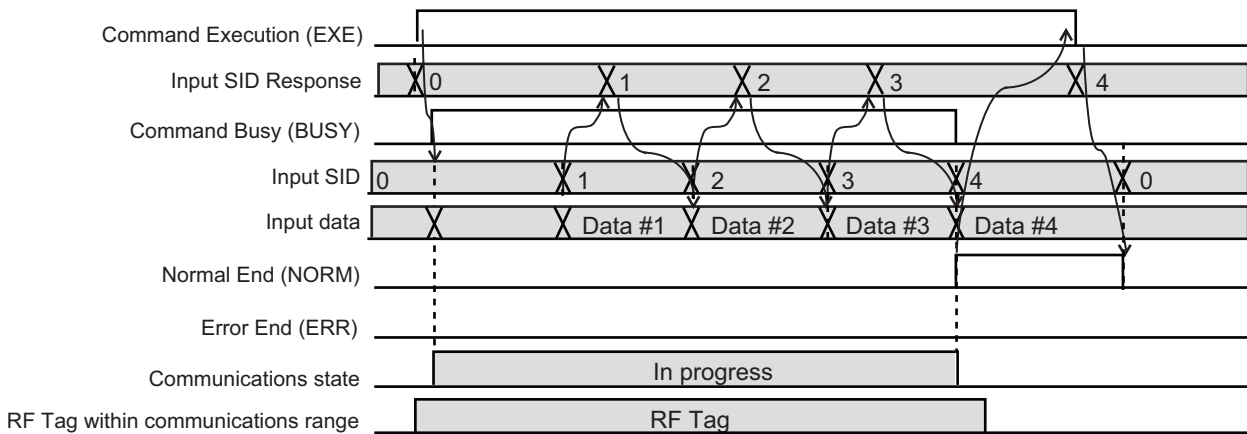 Command Execution (EXE)
Input SID Response 0 1 2 3 4
Command Busy (BUSY)
Input SID 0 1 2 3 4 0
Input data Data #1 Data #2 Data #3 Data #4
Normal End (NORM)
Error End (ERR)
Communications state In progress
RF Tag within communications range RF Tag